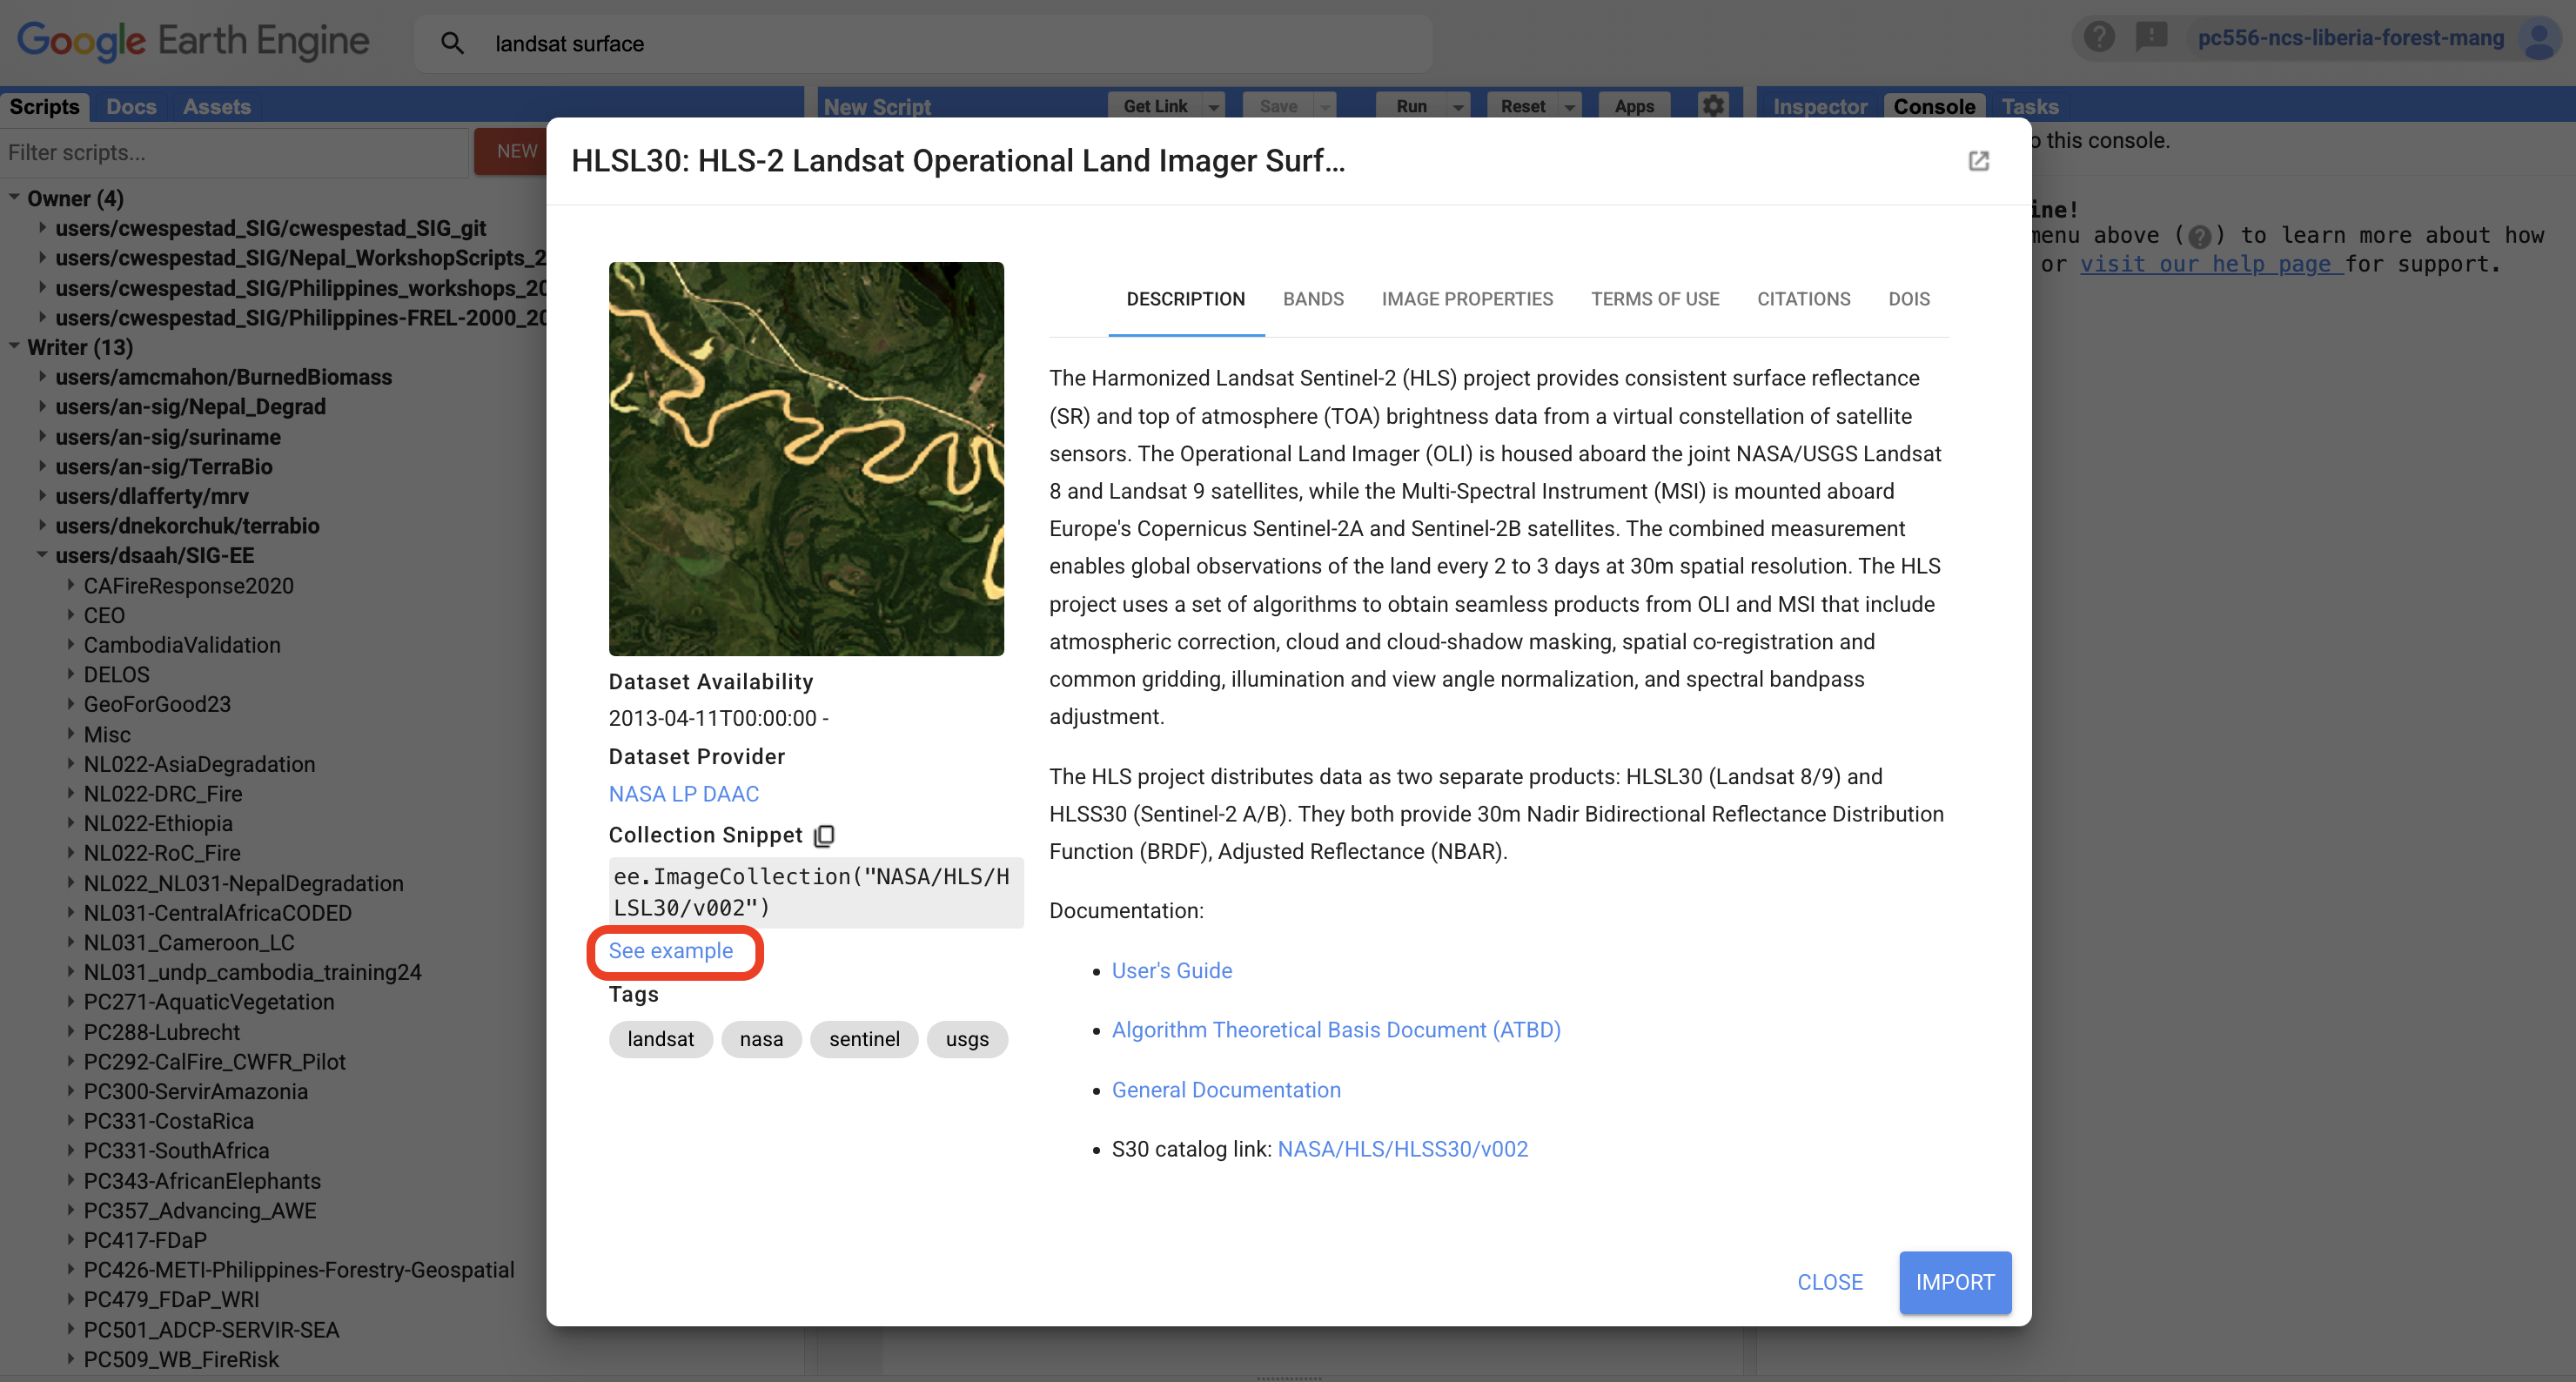 Google Earth Engine
landsat surface
pc556-ncs-liberia-forest-mang
Scripts Docs Assets
New Script
Get Link Save Run Reset Apps
Inspector Console Tasks
Filter scripts...
NEW
Owner (4)
users/cwespestad_SIG/cwespestad_SIG_git
users/cwespestad_SIG/Nepal_WorkshopScripts_2
users/cwespestad_SIG/Philippines_workshops_20
users/cwespestad_SIG/Philippines-FREL-2000_20
Writer (13)
users/amcmahon/BurnedBiomass
users/an-sig/Nepal_Degrad
users/an-sig/suriname
users/an-sig/TerraBio
users/dlafferty/mrv
users/dnekorchuk/terrabio
users/dsaah/SIG-EE
CAFireResponse2020
CEO
CambodiaValidation
DELOS
GeoForGood23
Misc
NL022-AsiaDegradation
NL022-DRC_Fire
NL022-Ethiopia
NL022-RoC_Fire
NL022_NL031-NepalDegradation
NL031-CentralAfricaCODED
NL031_Cameroon_LC
NL031_undp_cambodia_training24
PC271-AquaticVegetation
PC288-Lubrecht
PC292-CalFire_CWFR_Pilot
PC300-ServirAmazonia
PC331-CostaRica
PC331-SouthAfrica
PC343-AfricanElephants
PC357_Advancing_AWE
PC417-FDaP
PC426-METI-Philippines-Forestry-Geospatial
PC479_FDaP_WRI
PC501_ADCP-SERVIR-SEA
PC509_WB_FireRisk
HLSL30: HLS-2 Landsat Operational Land Imager Surf...
Dataset Availability
2013-04-11T00:00:00 -
Dataset Provider
NASA LP DAAC
Collection Snippet
ee.ImageCollection("NASA/HLS/H
LSL30/v002")
See example
Tags
landsat nasa sentinel usgs
DESCRIPTION BANDS IMAGE PROPERTIES TERMS OF USE CITATIONS DOIS
The Harmonized Landsat Sentinel-2 (HLS) project provides consistent surface reflectance
(SR) and top of atmosphere (TOA) brightness data from a virtual constellation of satellite
sensors. The Operational Land Imager (OLI) is housed aboard the joint NASA/USGS Landsat
8 and Landsat 9 satellites, while the Multi-Spectral Instrument (MSI) is mounted aboard
Europe's Copernicus Sentinel-2A and Sentinel-2B satellites. The combined measurement
enables global observations of the land every 2 to 3 days at 30m spatial resolution. The HLS
project uses a set of algorithms to obtain seamless products from OLI and MSI that include
atmospheric correction, cloud and cloud-shadow masking, spatial co-registration and
common gridding, illumination and view angle normalization, and spectral bandpass
adjustment.
The HLS project distributes data as two separate products: HLSL30 (Landsat 8/9) and
HLSS30 (Sentinel-2 A/B). They both provide 30m Nadir Bidirectional Reflectance Distribution
Function (BRDF), Adjusted Reflectance (NBAR).
Documentation:
• User's Guide
• Algorithm Theoretical Basis Document (ATBD)
• General Documentation
• S30 catalog link: NASA/HLS/HLSS30/v002
CLOSE IMPORT
o this console.
ine!
menu above (?) to learn more about how
or visit our help page for support.